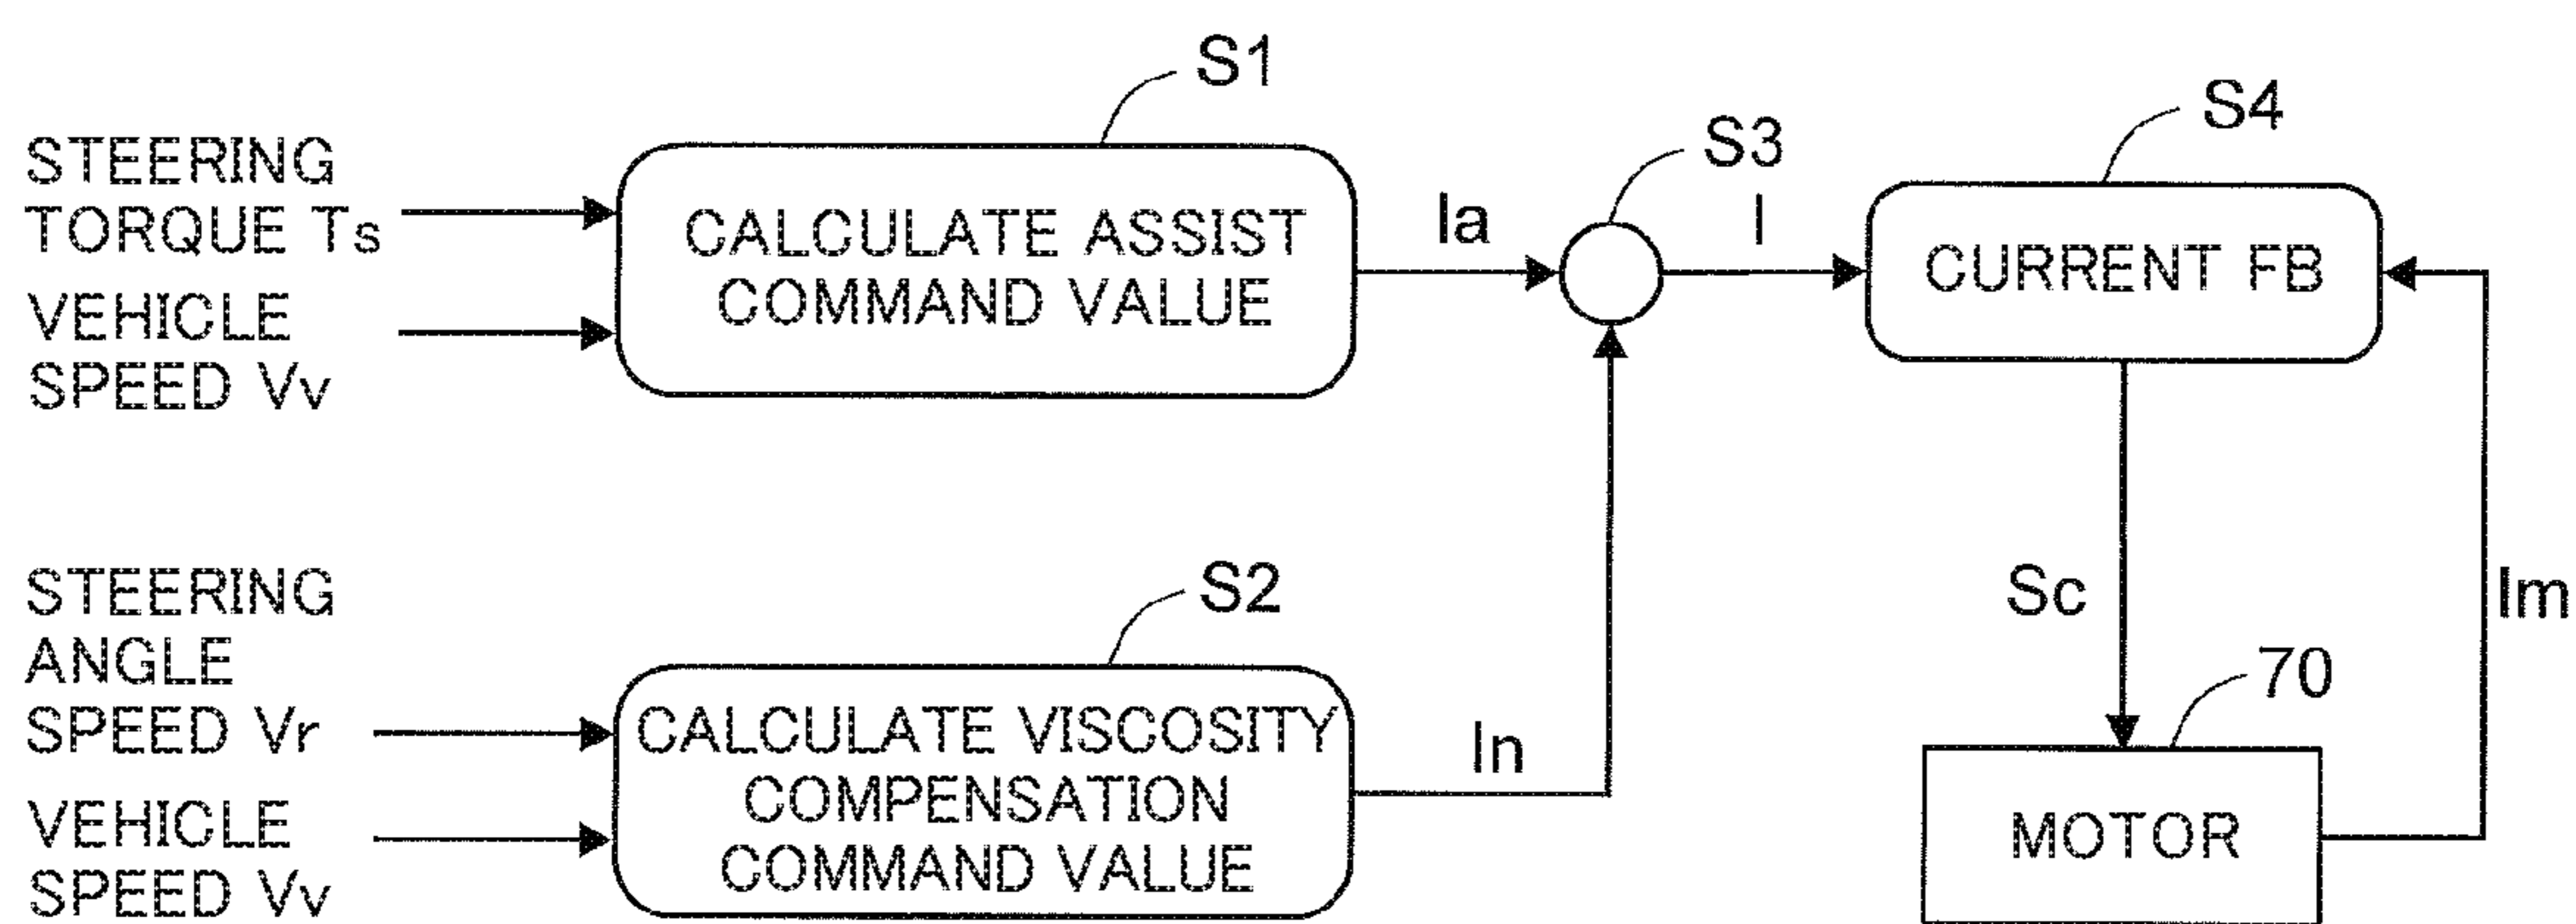 S1
STEERING
TORQUE Ts
VEHICLE
SPEED Vv
CALCULATE ASSIST
COMMAND VALUE
Ia
S3
I
S4
CURRENT FB
STEERING
ANGLE
SPEED Vr
VEHICLE
SPEED Vv
S2
CALCULATE VISCOSITY
COMPENSATION
COMMAND VALUE
In
Sc
Im
70
MOTOR